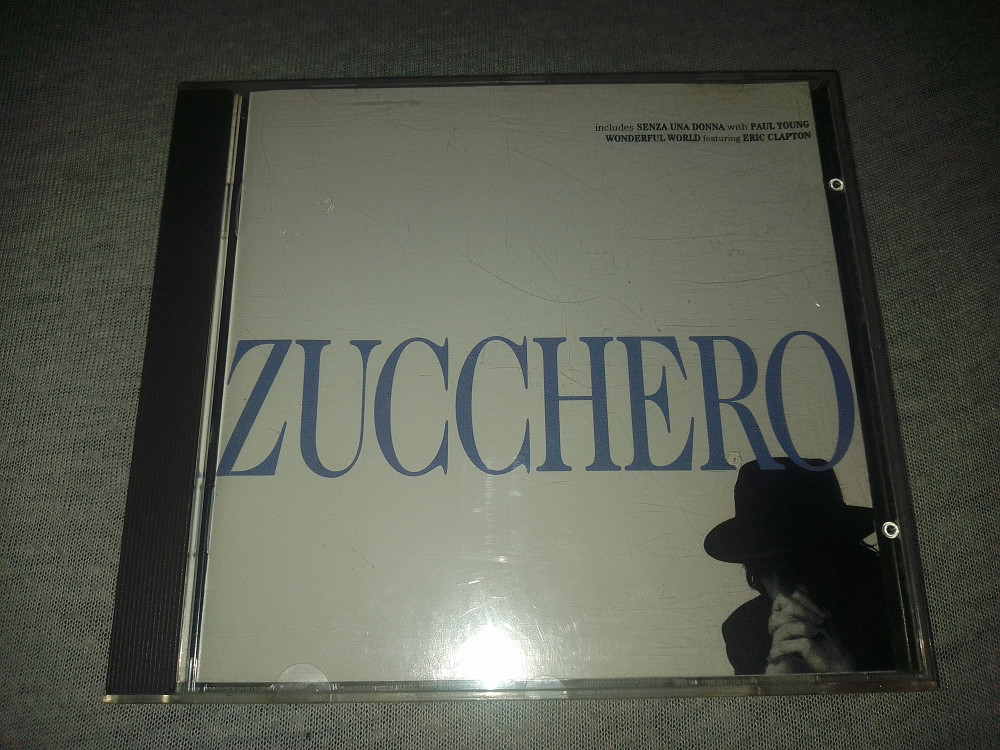 includes SENZA UNA DONNA with PAUL YOUNG
WONDERFUL WORLD featuring ERIC CLAPTON
ZUCCHERO